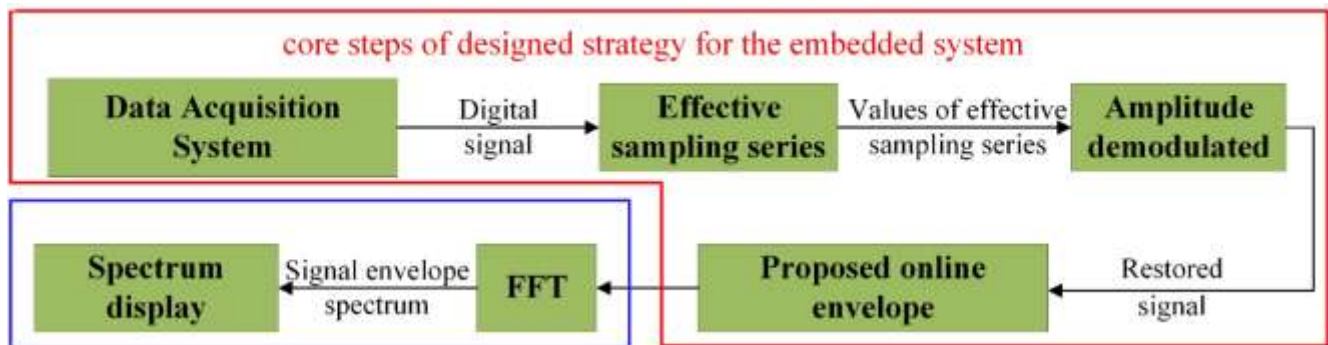 core steps of designed strategy for the embedded system
Data Acquisition
System
Digital
signal
Effective
sampling series
Values of effective
sampling series
Amplitude
demodulated
Spectrum
display
Signal envelope
spectrum
FFT
Proposed online
envelope
Restored
signal